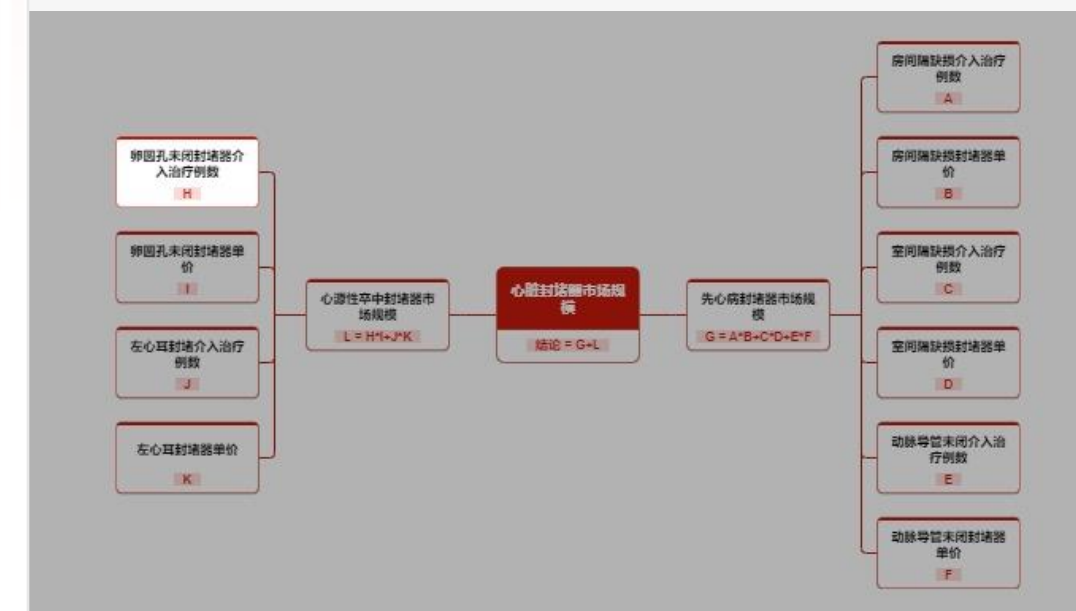 卵圆孔未闭封堵器介
入治疗例数
H
卵圆孔未闭封堵器单
价
I
左心耳封堵介入治疗
例数
J
左心耳封堵器单价
K
心源性卒中封堵器市
场规模
L = H*I+J*K
心脏封堵器市场规
模
结论 = G+L
先心病封堵器市场规
模
G = A*B+C*D+E*F
房间隔缺损介入治疗
例数
A
房间隔缺损封堵器单
价
B
室间隔缺损介入治疗
例数
C
室间隔缺损封堵器单
价
D
动脉导管未闭介入治
疗例数
E
动脉导管未闭封堵器
单价
F